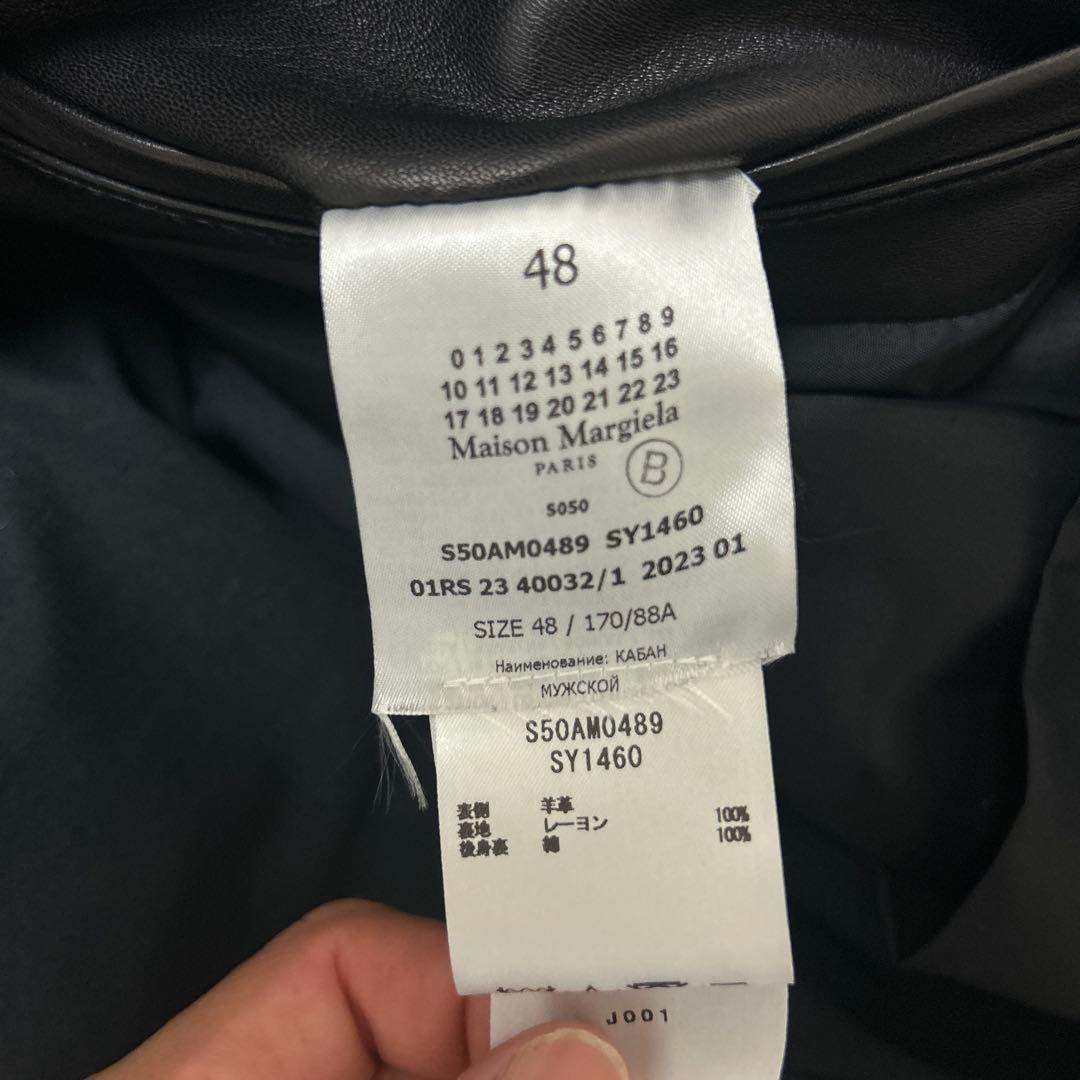 48
0 1 2 3 4 5 6 7 8 9
10 11 12 13 14 15 16
17 18 19 20 21 22 23
Maison Margiela
PARIS
B
S050
S50AM0489 SY1460
01RS 23 40032/1 2023 01
SIZE 48 / 170/88A
Наименование: КАБАН
МУЖСКОЙ
S50AM0489
SY1460
表側 羊革
裏地 レーヨン 100%
後身裏 綿 100%
J001